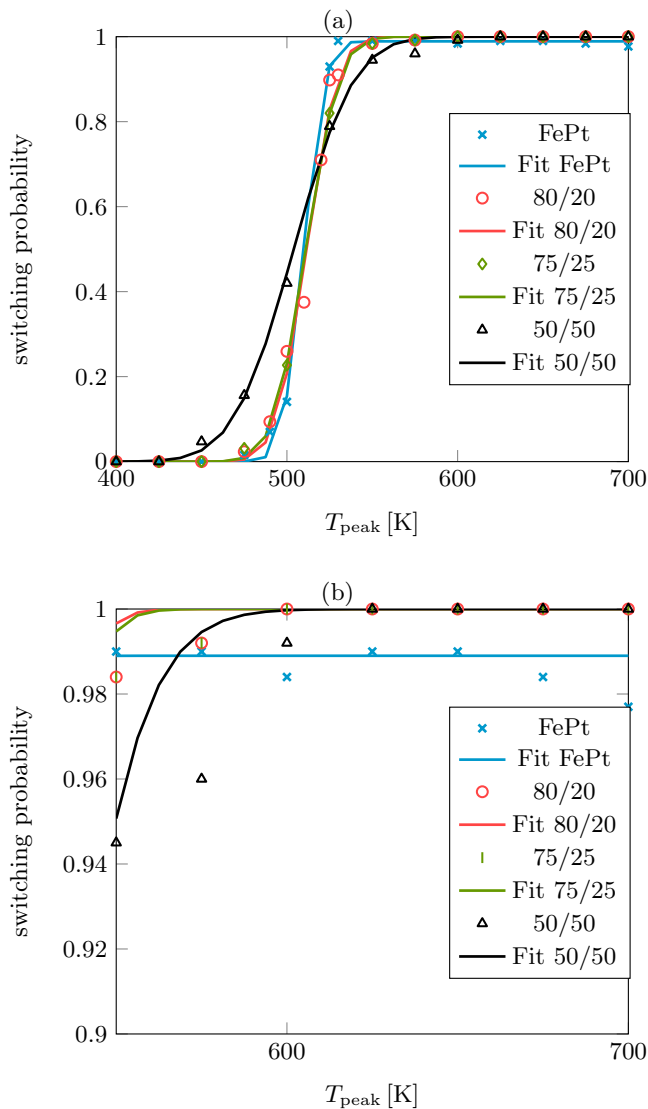 (a)
1
0.8
0.6
0.4
0.2
0
switching probability
400
500
600
700
T_peak [K]
FePt
Fit FePt
80/20
Fit 80/20
75/25
Fit 75/25
50/50
Fit 50/50
(b)
1
0.98
0.96
0.94
0.92
0.9
switching probability
600
700
T_peak [K]
FePt
Fit FePt
80/20
Fit 80/20
75/25
Fit 75/25
50/50
Fit 50/50